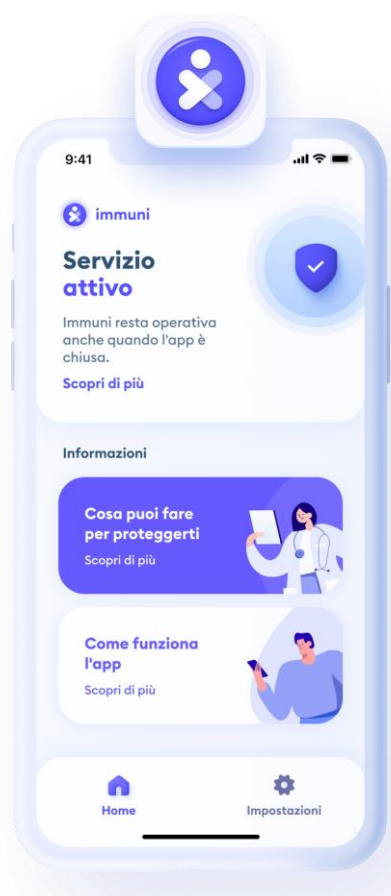 9:41
immuni
Servizio
attivo
Immuni resta operativa
anche quando l'app è
chiusa.
Scopri di più
Informazioni
Cosa puoi fare
per proteggerti
Scopri di più
Come funziona
l'app
Scopri di più
Home
Impostazioni